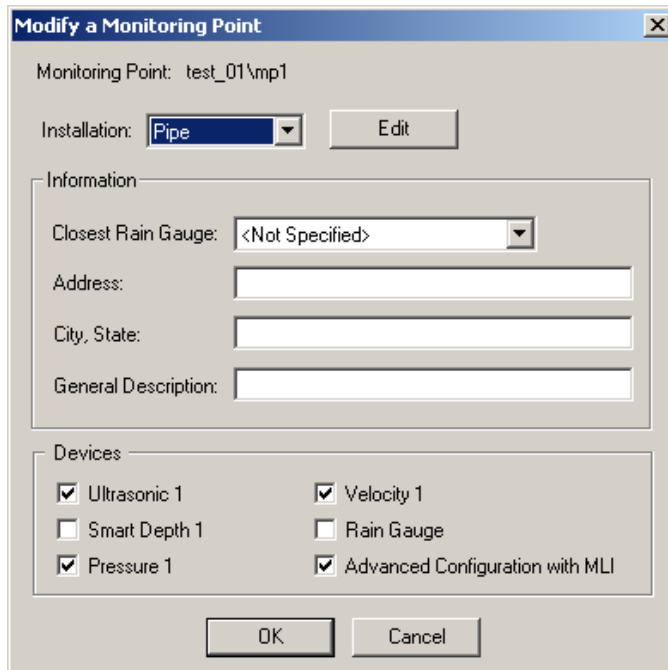 Modify a Monitoring Point
Monitoring Point: test_01\mp1
Installation: Pipe Edit
Information
Closest Rain Gauge: <Not Specified>
Address:
City, State:
General Description:
Devices
Ultrasonic 1 Velocity 1
Smart Depth 1 Rain Gauge
Pressure 1 Advanced Configuration with MLI
OK Cancel